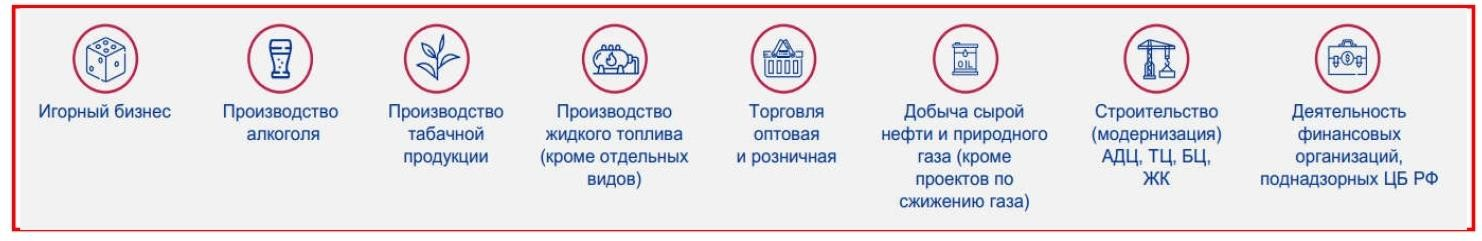 Игорный бизнес
Производство
алкоголя
Производство
табачной
продукции
Производство
жидкого топлива
(кроме отдельных
видов)
Торговля
оптовая
и розничная
OIL
Добыча сырой
нефти и природного
газа (кроме
проектов по
сжижению газа)
Строительство
(модернизация)
АДЦ, ТЦ, БЦ,
ЖК
Деятельность
финансовых
организаций,
поднадзорных ЦБ РФ